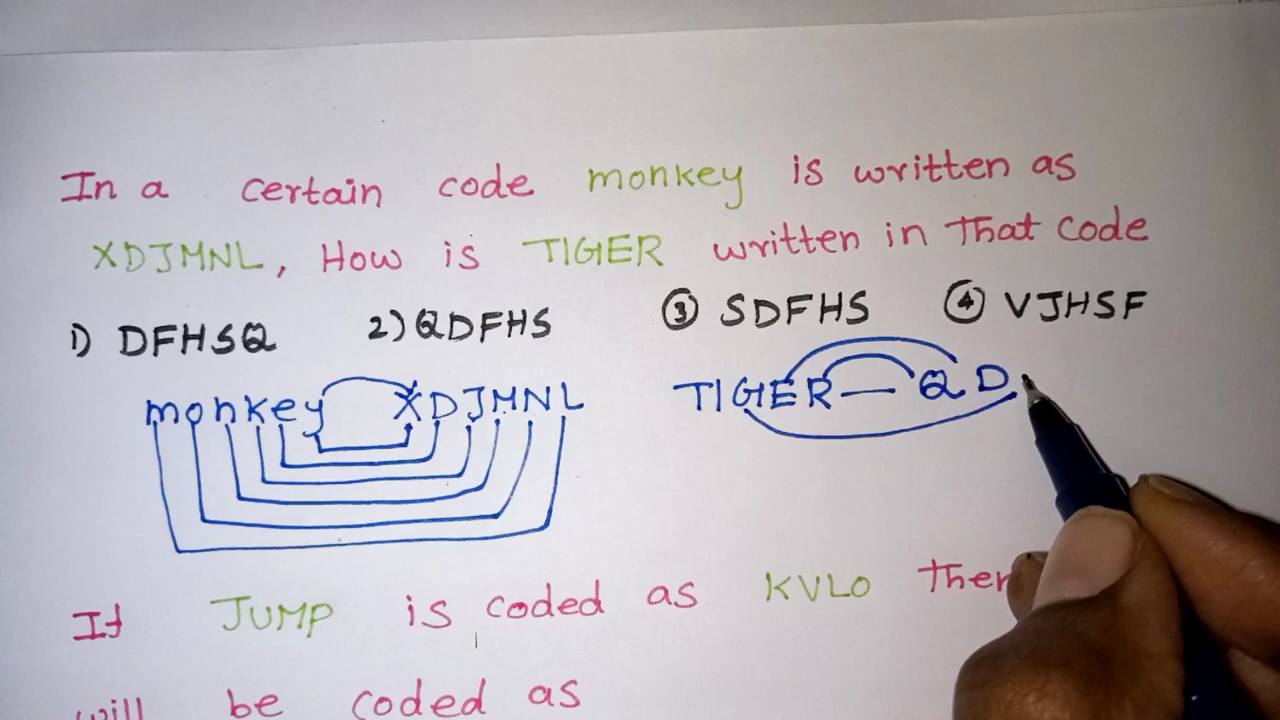 In a certain code monkey is written as
XDJMNL, How is TIGER written in That code
1) DFHSQ 2) QDFHS ③ SDFHS ④ VJHSF
monkey XDJMNL TIGER — QD
If JUMP is coded as KVLO Then
will be coded as